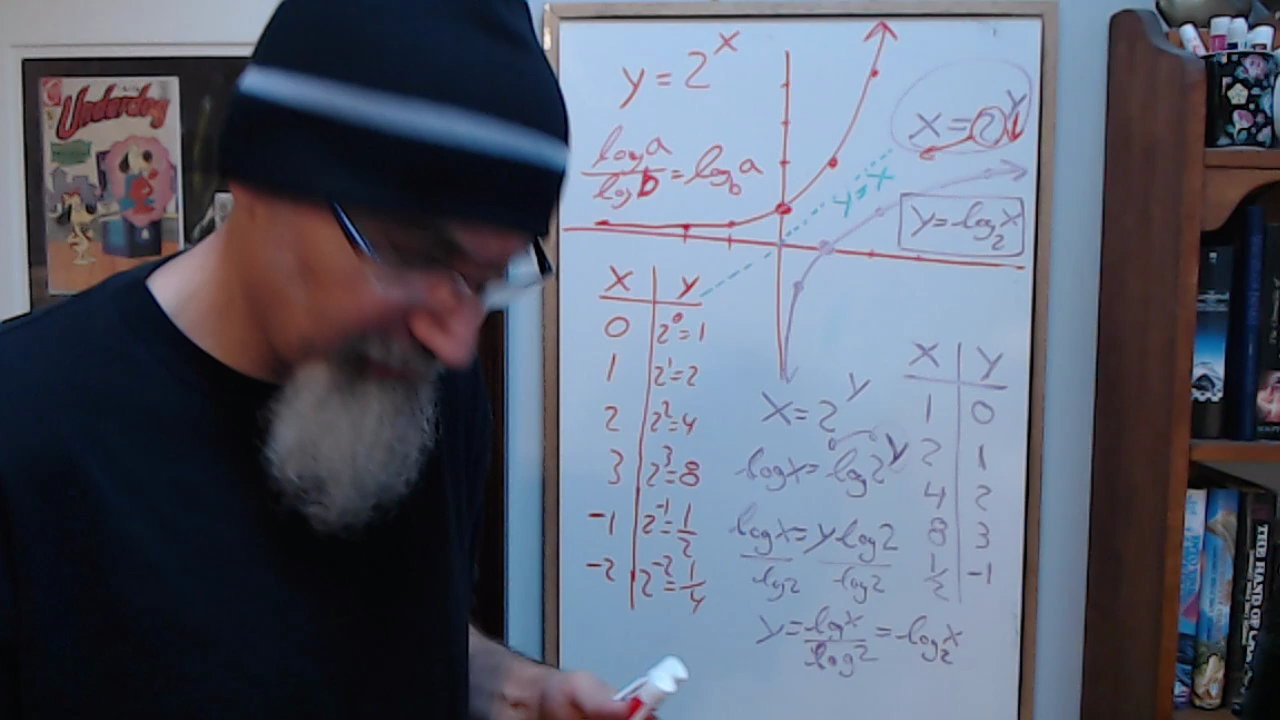 Underdog
y = 2^x
log a / log b = log_b a
x = 2^y
y = x
y = log_2 x
x | y
0 | 2^0 = 1
1 | 2^1 = 2
2 | 2^2 = 4
3 | 2^3 = 8
-1 | 2^-1 = 1/2
-2 | 2^-2 = 1/4
x = 2^y
log x = log 2^y
log x / log 2 = y log 2 / log 2
y = log x / log 2 = log_2 x
x | y
1 | 0
2 | 1
4 | 2
8 | 3
1/2 | -1
THE HAND OF